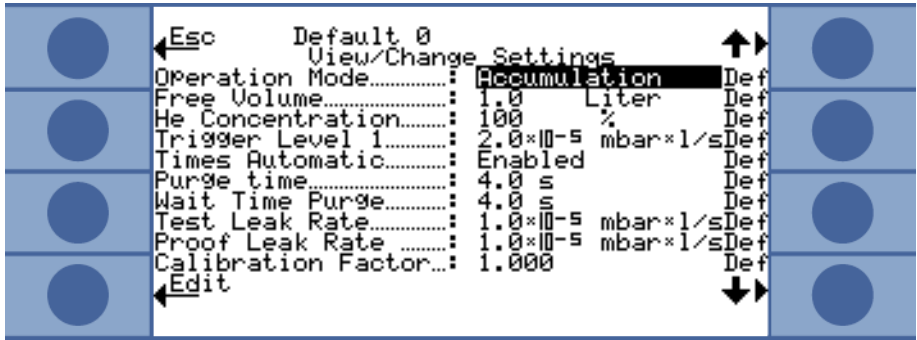 Esc Default 0
View/Change Settings
Operation Mode……………: Accumulation Def
Free Volume……………………: 1.0 Liter Def
He Concentration………: 100 % Def
Trigger Level 1………: 2.0×10⁻⁵ mbar×l/sDef
Times Automatic…………: Enabled Def
Purge time………………………: 4.0 s Def
Wait Time Purge…………: 4.0 s Def
Test Leak Rate……………: 1.0×10⁻⁵ mbar×l/sDef
Proof Leak Rate ………: 1.0×10⁻⁵ mbar×l/sDef
Calibration Factor…: 1.000 Def
Edit